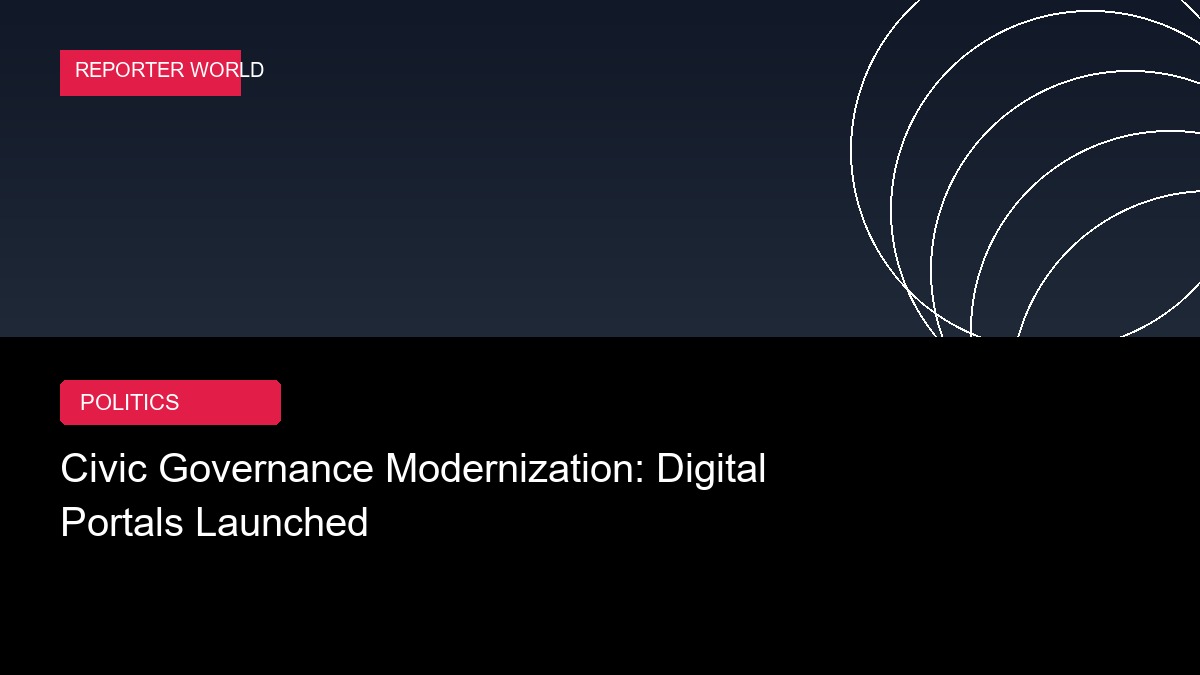 REPORTER WORLD
POLITICS
Civic Governance Modernization: Digital
Portals Launched